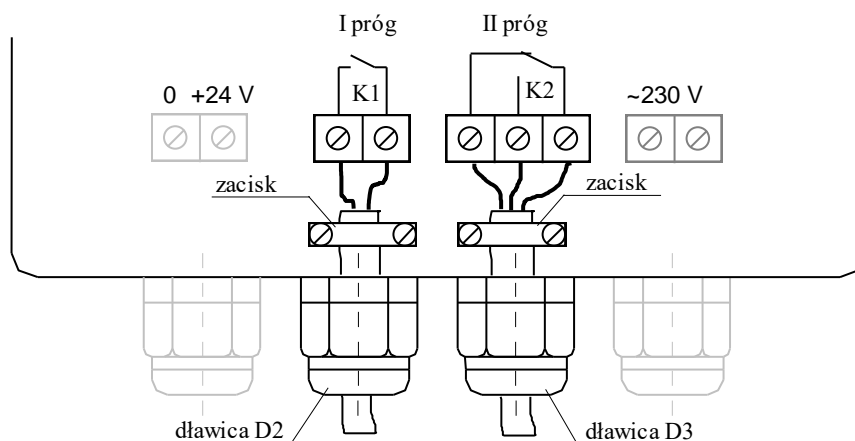 I próg
II próg
0 +24 V
K1
K2
~230 V
zacisk
zacisk
dławica D2
dławica D3